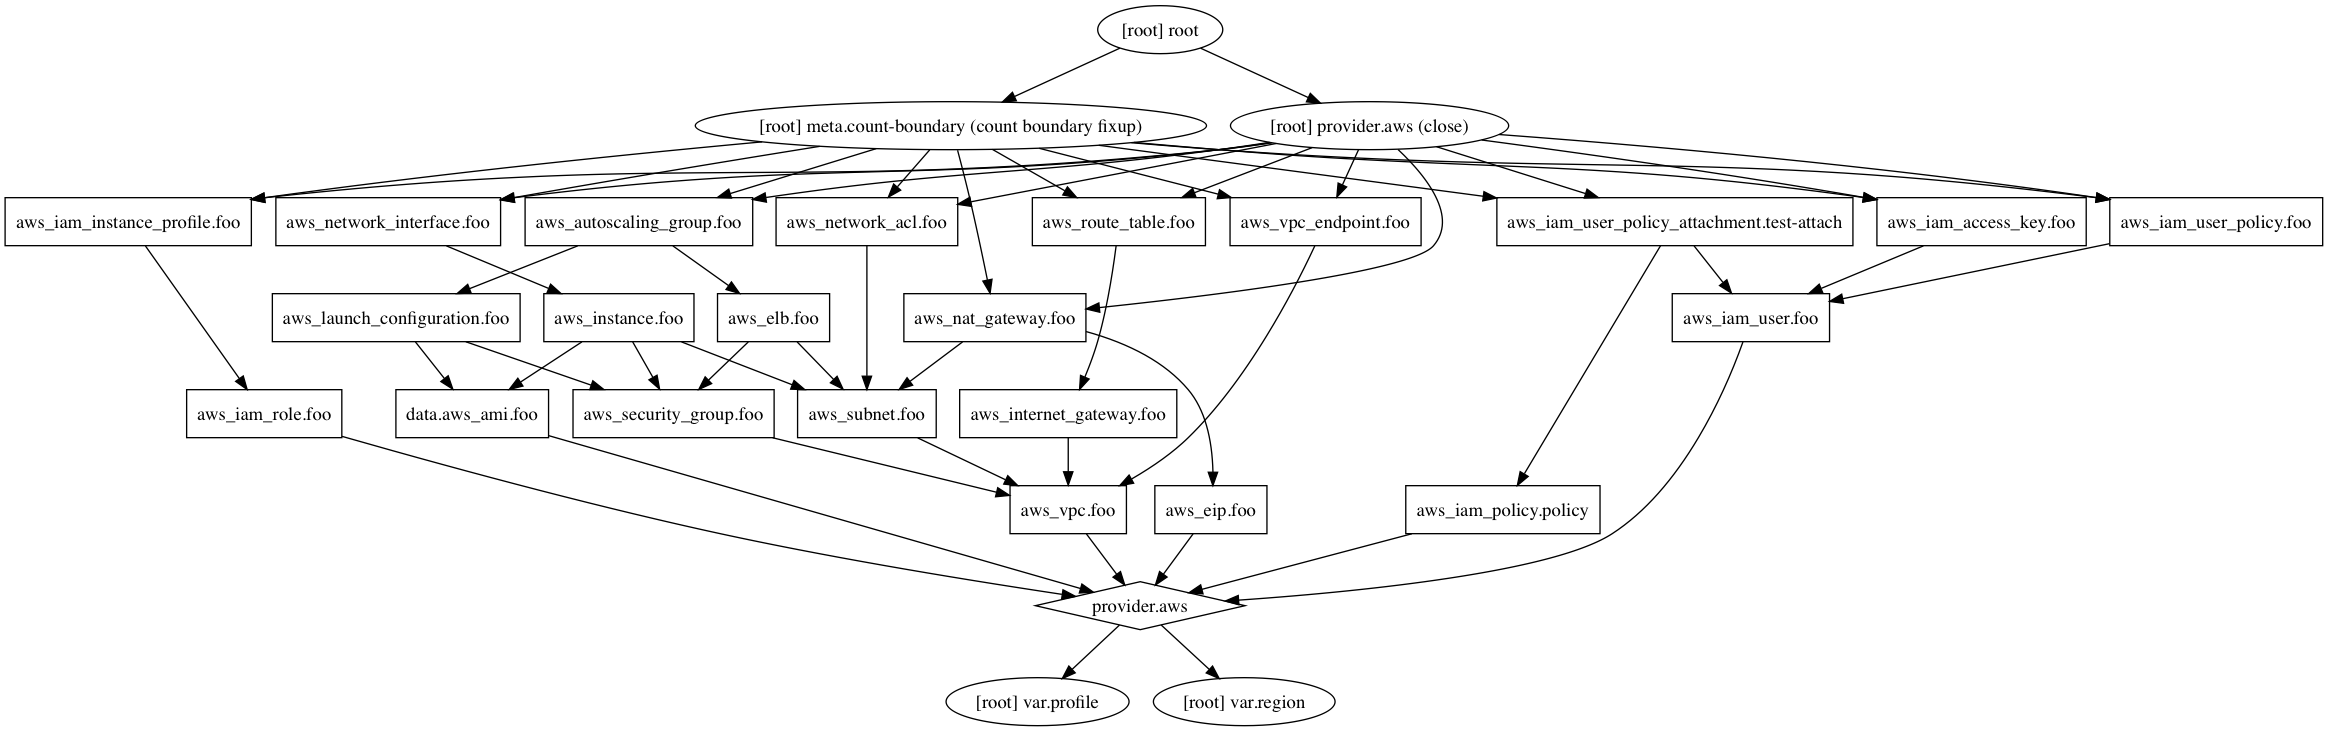 [root] root
[root] meta.count-boundary (count boundary fixup)
[root] provider.aws (close)
aws_iam_instance_profile.foo
aws_network_interface.foo
aws_autoscaling_group.foo
aws_network_acl.foo
aws_route_table.foo
aws_vpc_endpoint.foo
aws_iam_user_policy_attachment.test-attach
aws_iam_access_key.foo
aws_iam_user_policy.foo
aws_launch_configuration.foo
aws_instance.foo
aws_elb.foo
aws_nat_gateway.foo
aws_iam_user.foo
aws_iam_role.foo
data.aws_ami.foo
aws_security_group.foo
aws_subnet.foo
aws_internet_gateway.foo
aws_vpc.foo
aws_eip.foo
aws_iam_policy.policy
provider.aws
[root] var.profile
[root] var.region